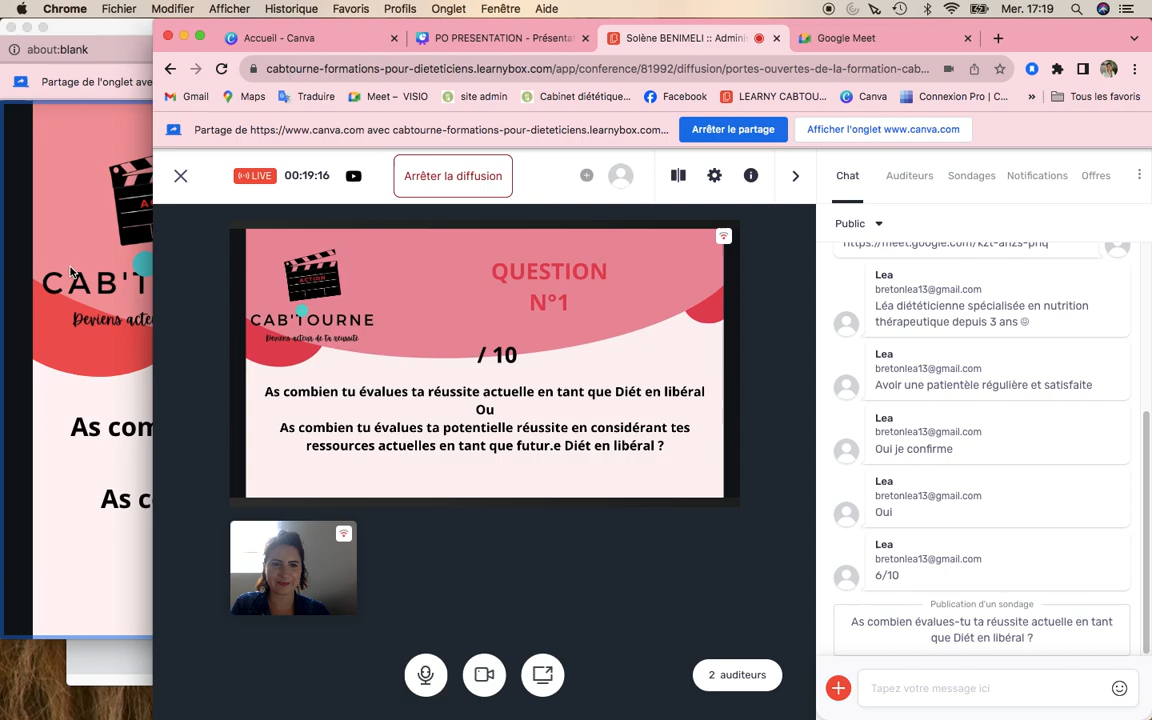 Chrome Fichier Modifier Afficher Historique Favoris Profils Onglet Fenêtre Aide Mer. 17:19
about:blank
Accueil - Canva
PO PRESENTATION - Présenta
Solène BENIMELI :: Admini
Google Meet
cabtourne-formations-pour-dieteticiens.learnybox.com/app/conference/81992/diffusion/portes-ouvertes-de-la-formation-cab...
Gmail Maps Traduire Meet – VISIO site admin Cabinet diététique... Facebook LEARNY CABTOU... Canva Connexion Pro | C... » Tous les favoris
Partage de l'onglet ave
Partage de https://www.canva.com avec cabtourne-formations-pour-dieteticiens.learnybox.com...
Arrêter le partage
Afficher l'onglet www.canva.com
LIVE 00:19:16
Arrêter la diffusion
Chat Auditeurs Sondages Notifications Offres
Public
CAB'T
Deviens acte
As com
As c
ACTION
CAB'TOURNE
Deviens acteur de ta réussite
QUESTION
N°1
/ 10
As combien tu évalues ta réussite actuelle en tant que Diét en libéral
Ou
As combien tu évalues ta potentielle réussite en considérant tes
ressources actuelles en tant que futur.e Diét en libéral ?
2 auditeurs
Lea
bretonlea13@gmail.com
Léa diététicienne spécialisée en nutrition
thérapeutique depuis 3 ans ☺
Lea
bretonlea13@gmail.com
Avoir une patientèle régulière et satisfaite
Lea
bretonlea13@gmail.com
Oui je confirme
Lea
bretonlea13@gmail.com
Oui
Lea
bretonlea13@gmail.com
6/10
Publication d'un sondage
As combien évalues-tu ta réussite actuelle en tant
que Diét en libéral ?
Tapez votre message ici